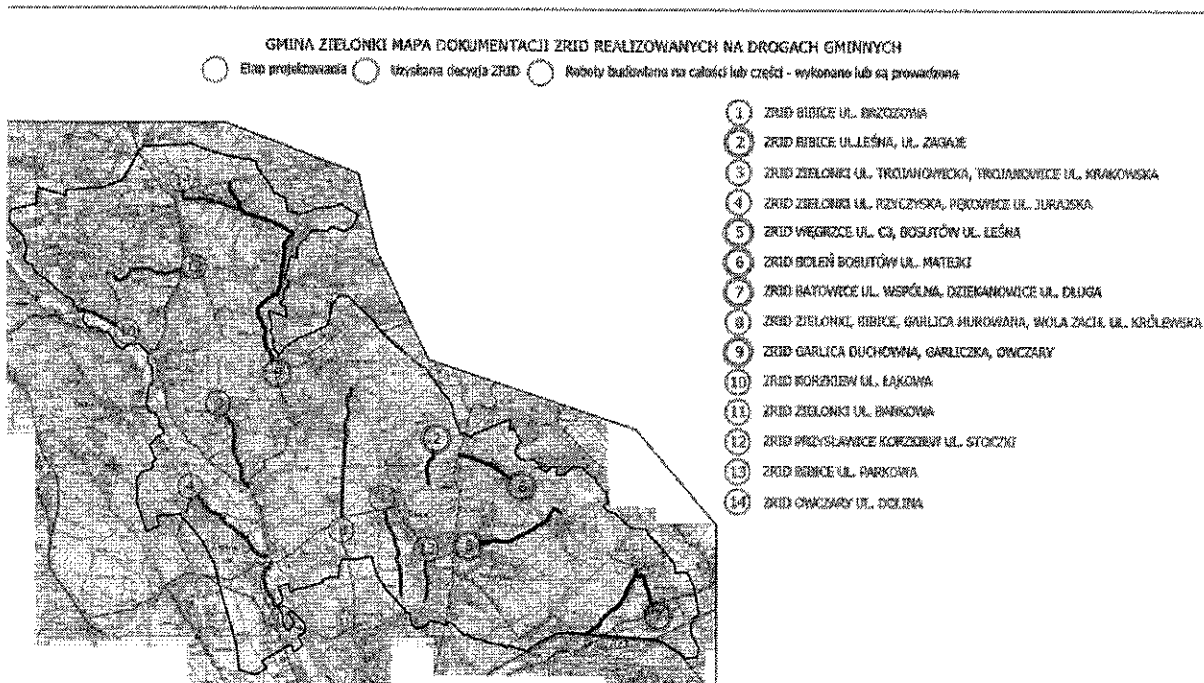 GMINA ZIELONKI MAPA DOKUMENTACJI ZRID REALIZOWANYCH NA DROGACH GMINNYCH
Etap projektowania Uzyskana decyzja ZRID Roboty budowlane na całości lub części - wykonano lub są prowadzone
1 ZRID BIBICE UL. BRZOZOWA
2 ZRID BIBICE UL.LEŚNA, UL. ZAGAJE
3 ZRID ZIELONKI UL. TROJANOWICKA, TROJANOWICE UL. KRAKOWSKA
4 ZRID ZIELONKI UL. RZYCZYSKA, PĘKOWICE UL. JURAJSKA
5 ZRID WĘGRZCE UL. C3, BOSUTÓW UL. LEŚNA
6 ZRID BOLEŃ BOSUTÓW UL. MATEJKI
7 ZRID BATOWICE UL. WSPÓLNA, DZIEKANOWICE UL. DŁUGA
8 ZRID ZIELONKI, BIBICE, GARLICA MUROWANA, WOLA ZACH. UL. KRÓLEWSKA
9 ZRID GARLICA DUCHOWNA, GARLICZKA, OWCZARY
10 ZRID KORZKIEW UL. ŁĄKOWA
11 ZRID ZIELONKI UL. BANKOWA
12 ZRID PRZYSŁAWICE KORZKIEW UL. STOCZKI
13 ZRID BIBICE UL. PARKOWA
14 ZRID OWCZARY UL. DOLINA
2